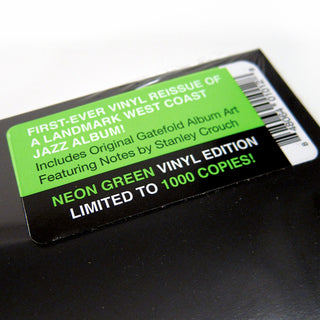 FIRST-EVER VINYL REISSUE OF
A LANDMARK WEST COAST
JAZZ ALBUM!
Includes Original Gatefold Album Art
Featuring Notes by Stanley Crouch
NEON GREEN VINYL EDITION
LIMITED TO 1000 COPIES!